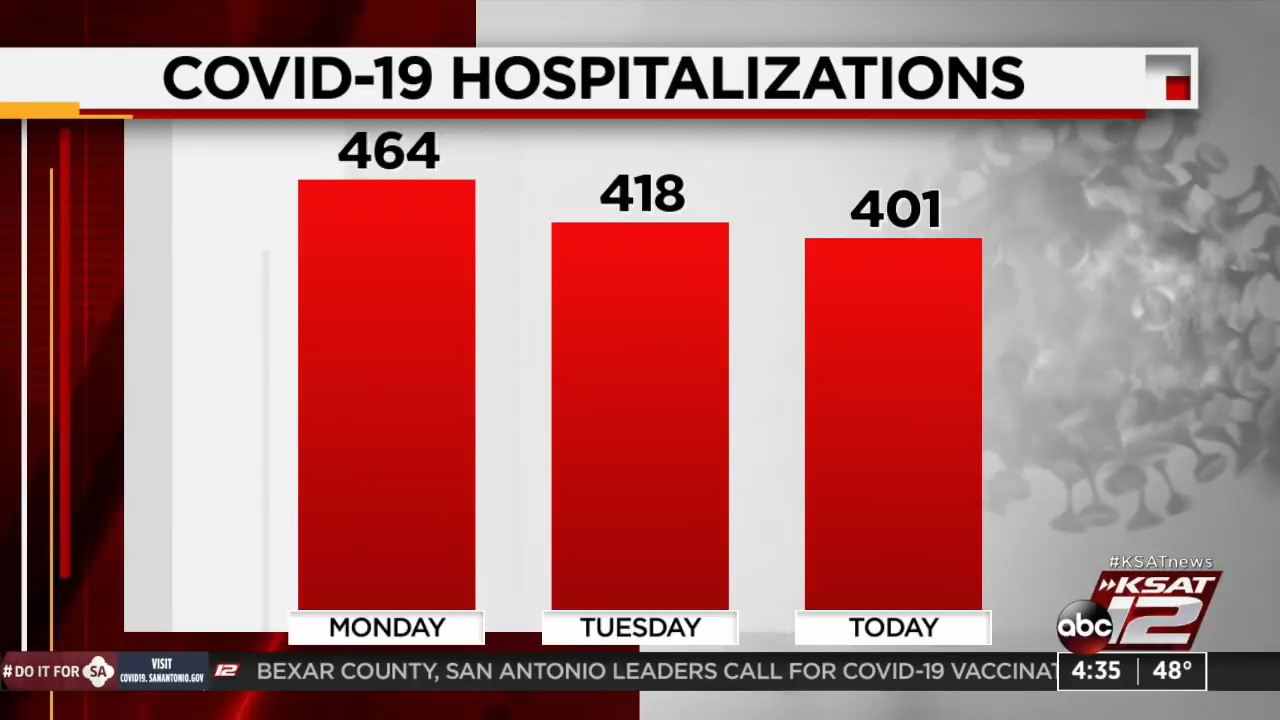 COVID-19 HOSPITALIZATIONS
464
418
401
MONDAY
TUESDAY
TODAY
#KSATnews
KSAT
abc 12
#DO IT FOR SA
VISIT
COVID19.SANANTONIO.GOV
12
BEXAR COUNTY, SAN ANTONIO LEADERS CALL FOR COVID-19 VACCINAT
4:35
48°